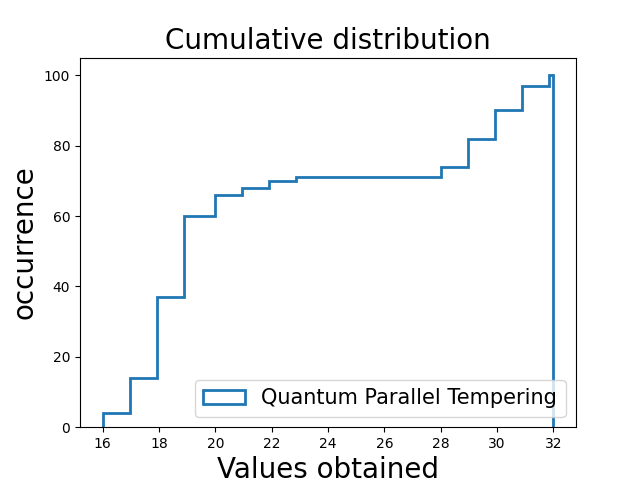 Cumulative distribution
occurrence
100
80
60
40
20
0
Quantum Parallel Tempering
16 18 20 22 24 26 28 30 32
Values obtained